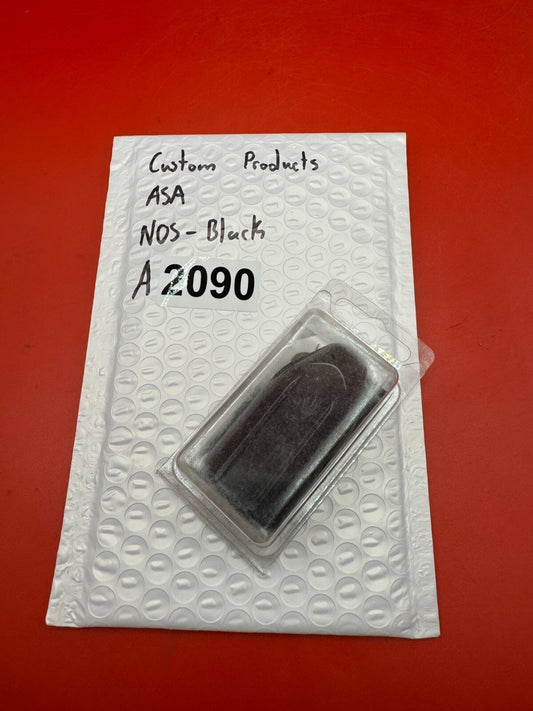 Custom Products
ASA
NOS - Black
A 2090